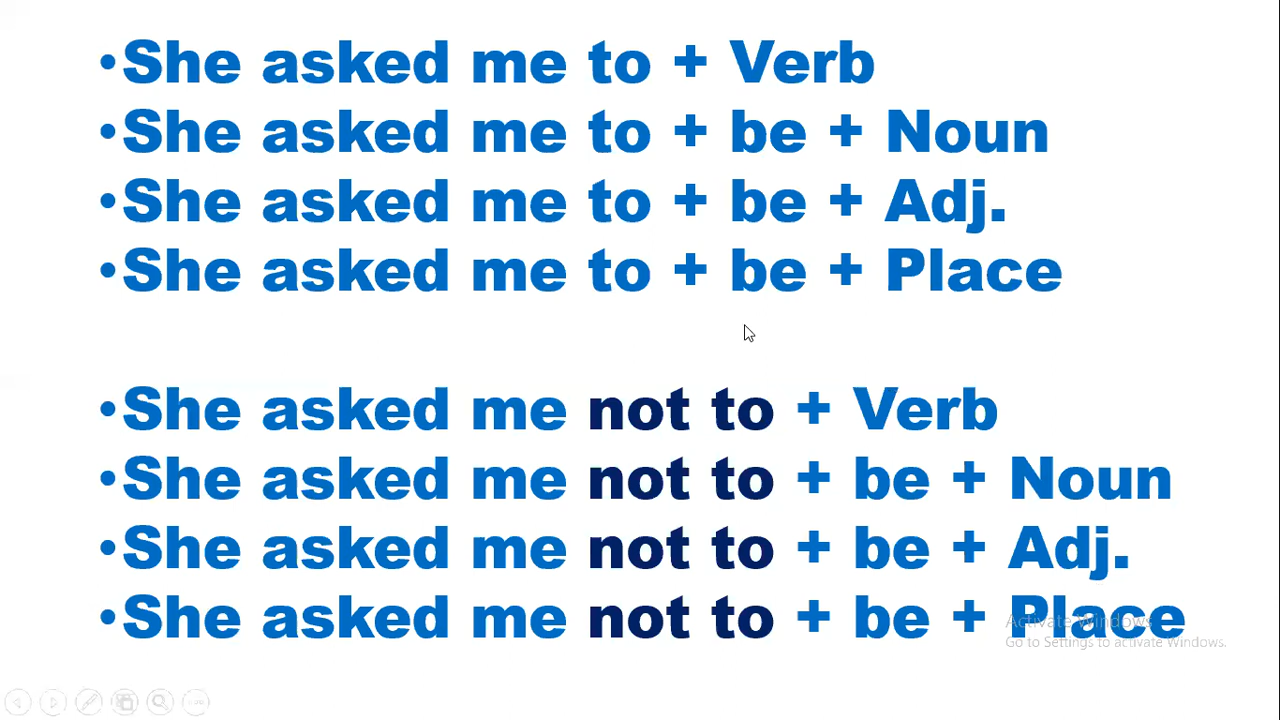 •She asked me to + Verb
•She asked me to + be + Noun
•She asked me to + be + Adj.
•She asked me to + be + Place
•She asked me not to + Verb
•She asked me not to + be + Noun
•She asked me not to + be + Adj.
•She asked me not to + be + Place
Activate Windows
Go to Settings to activate Windows.